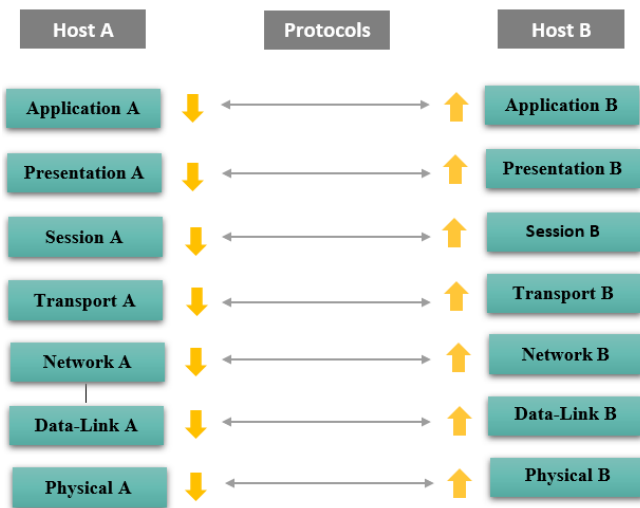 Host A Protocols Host B
Application A Application B
Presentation A Presentation B
Session A Session B
Transport A Transport B
Network A Network B
Data-Link A Data-Link B
Physical A Physical B